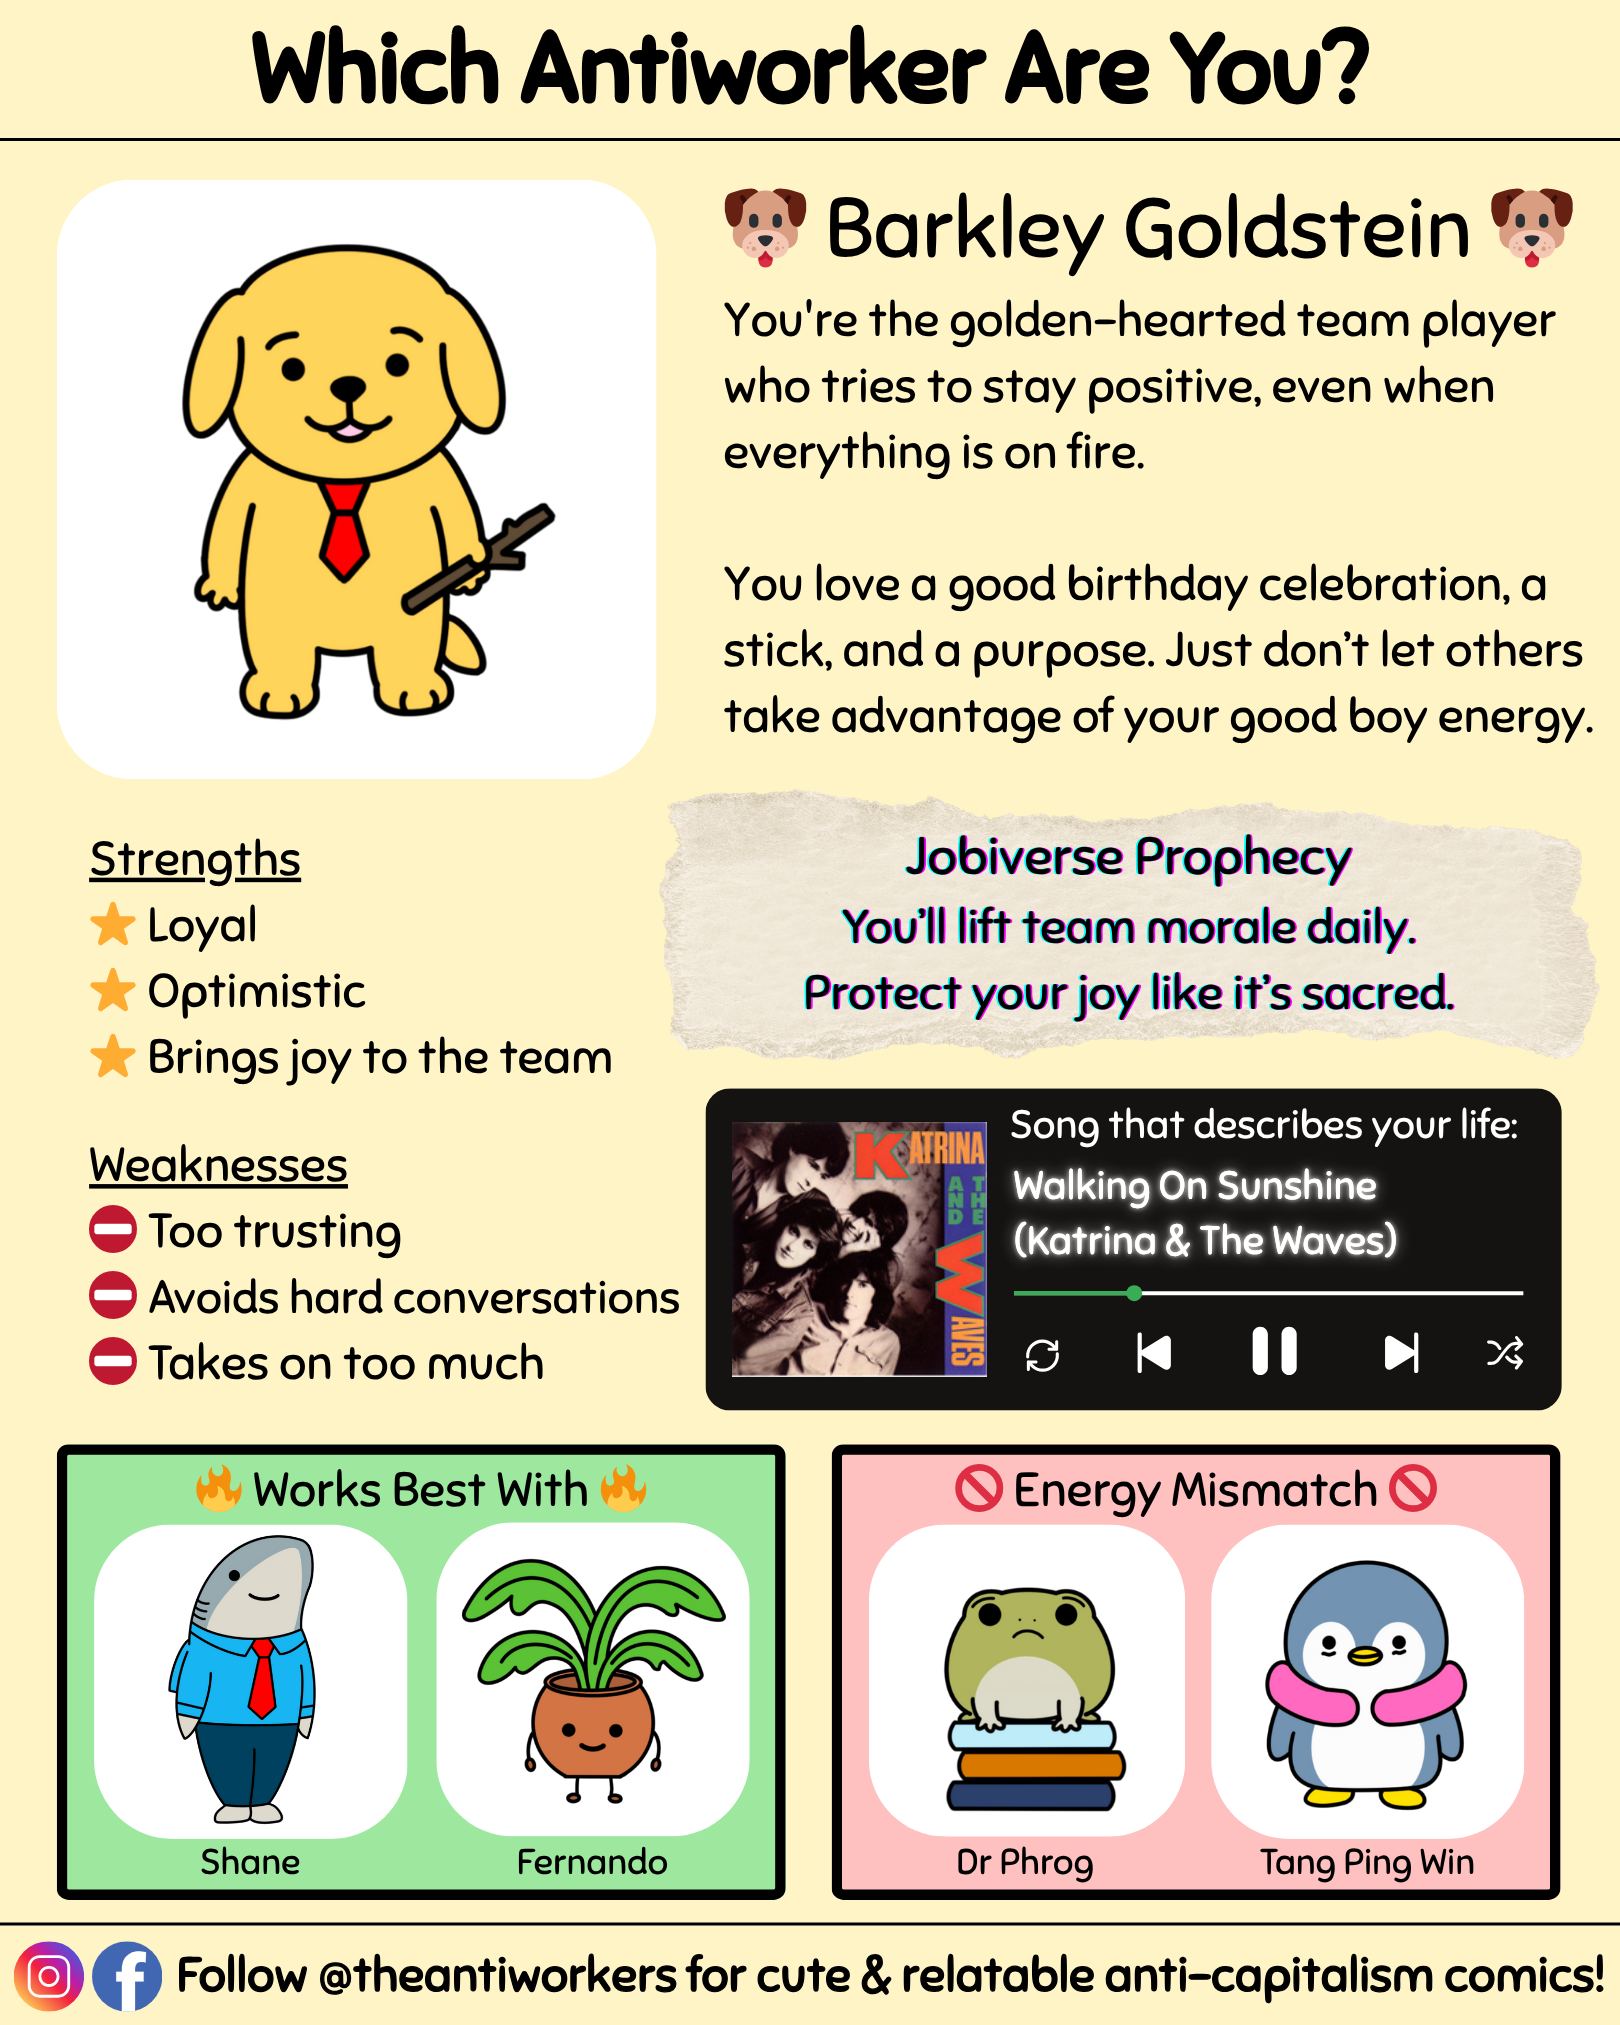 Which Antiworker Are You?
Barkley Goldstein
You're the golden-hearted team player
who tries to stay positive, even when
everything is on fire.
You love a good birthday celebration, a
stick, and a purpose. Just don’t let others
take advantage of your good boy energy.
Strengths
Loyal
Optimistic
Brings joy to the team
Weaknesses
Too trusting
Avoids hard conversations
Takes on too much
Jobiverse Prophecy
You’ll lift team morale daily.
Protect your joy like it’s sacred.
KATRINA
AND THE
WAVES
Song that describes your life:
Walking On Sunshine
(Katrina & The Waves)
Works Best With
Shane
Fernando
Energy Mismatch
Dr Phrog
Tang Ping Win
Follow @theantiworkers for cute & relatable anti-capitalism comics!